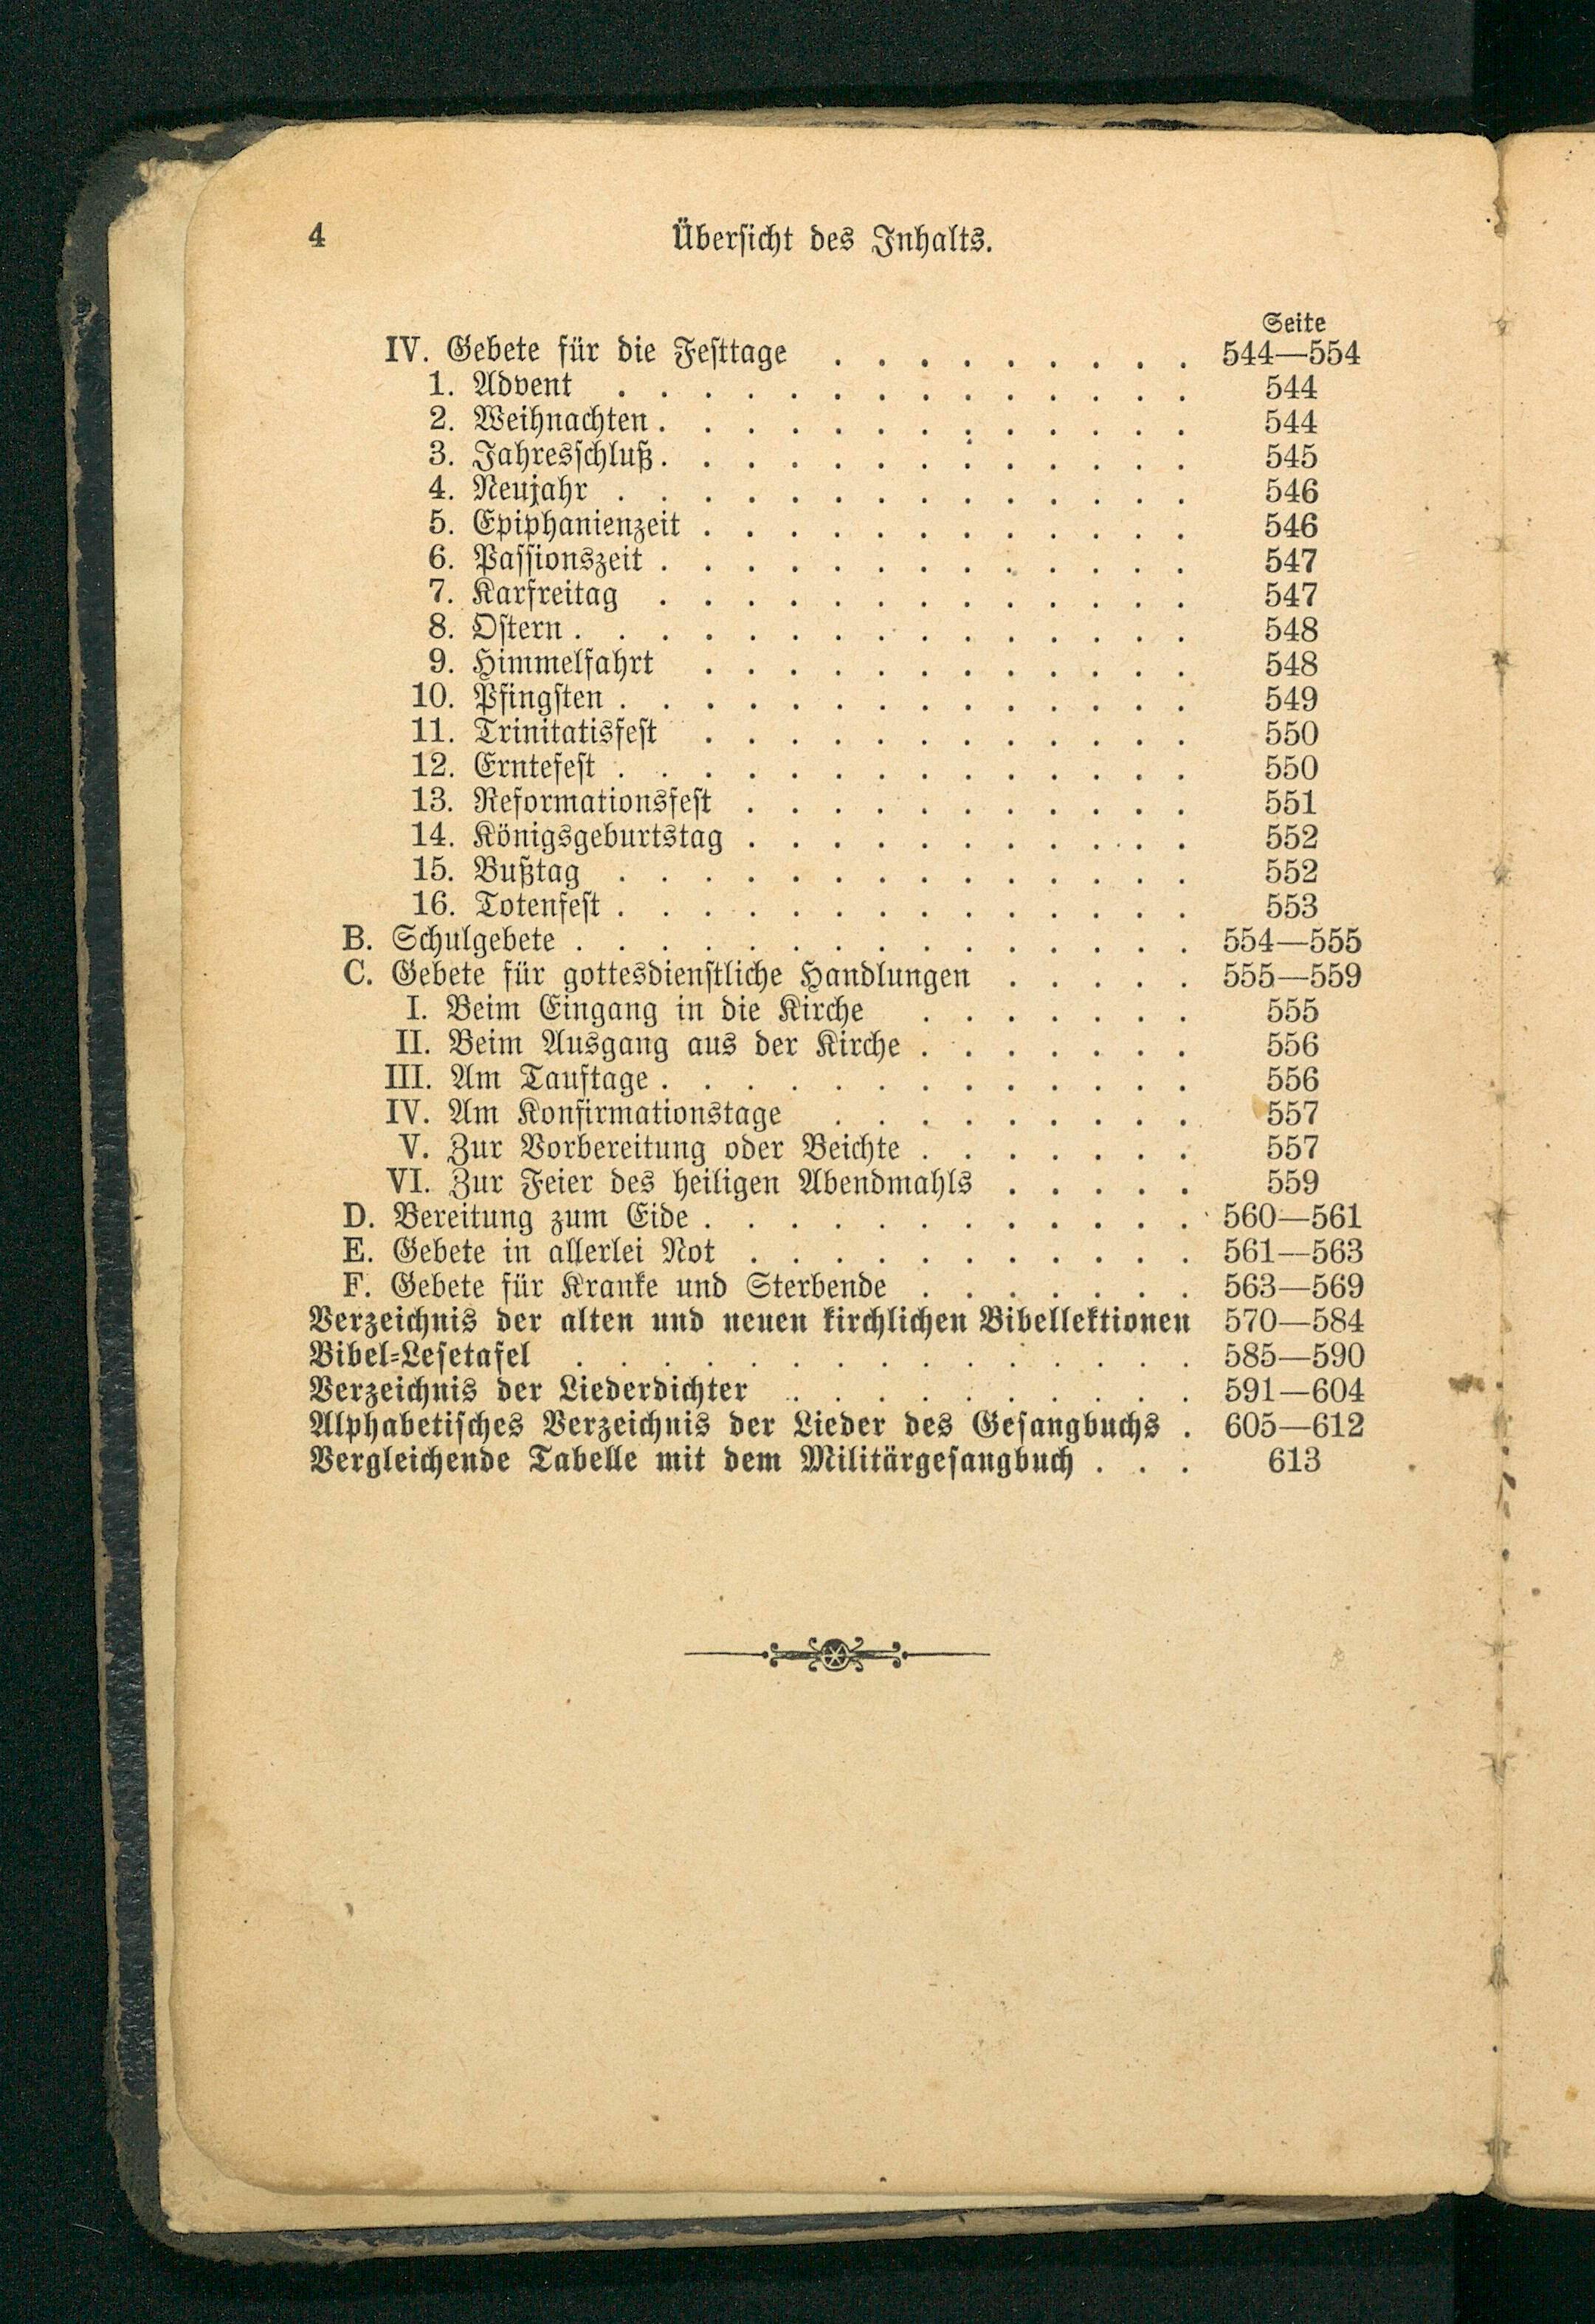 4 Übersicht des Inhalts.
Seite
IV. Gebete für die Festtage . . . . . . . . . 544—554
1. Advent . . . . . . . . . . . . . . 544
2. Weihnachten . . . . . . . . . . . . . 544
3. Jahresschluß . . . . . . . . . . . . . 545
4. Neujahr . . . . . . . . . . . . . . 546
5. Epiphanienzeit . . . . . . . . . . . . 546
6. Passionszeit . . . . . . . . . . . . . 547
7. Karfreitag . . . . . . . . . . . . . 547
8. Ostern . . . . . . . . . . . . . . . 548
9. Himmelfahrt . . . . . . . . . . . . 548
10. Pfingsten . . . . . . . . . . . . . . 549
11. Trinitatisfest . . . . . . . . . . . . 550
12. Erntefest . . . . . . . . . . . . . . 550
13. Reformationsfest . . . . . . . . . . . 551
14. Königsgeburtstag . . . . . . . . . . . 552
15. Bußtag . . . . . . . . . . . . . . 552
16. Totenfest . . . . . . . . . . . . . . 553
B. Schulgebete . . . . . . . . . . . . . . . 554—555
C. Gebete für gottesdienstliche Handlungen . . . . . 555—559
I. Beim Eingang in die Kirche . . . . . . . 555
II. Beim Ausgang aus der Kirche . . . . . . . 556
III. Am Tauftage . . . . . . . . . . . . . 556
IV. Am Konfirmationstage . . . . . . . . . 557
V. Zur Vorbereitung oder Beichte . . . . . . . 557
VI. Zur Feier des heiligen Abendmahls . . . . . 559
D. Bereitung zum Eide . . . . . . . . . . . . 560—561
E. Gebete in allerlei Not . . . . . . . . . . . 561—563
F. Gebete für Kranke und Sterbende . . . . . . . 563—569
Verzeichnis der alten und neuen kirchlichen Bibellektionen 570—584
Bibel-Lesetafel . . . . . . . . . . . . . . . 585—590
Verzeichnis der Liederdichter . . . . . . . . . . 591—604
Alphabetisches Verzeichnis der Lieder des Gesangbuchs . 605—612
Vergleichende Tabelle mit dem Militärgesangbuch . . . 613